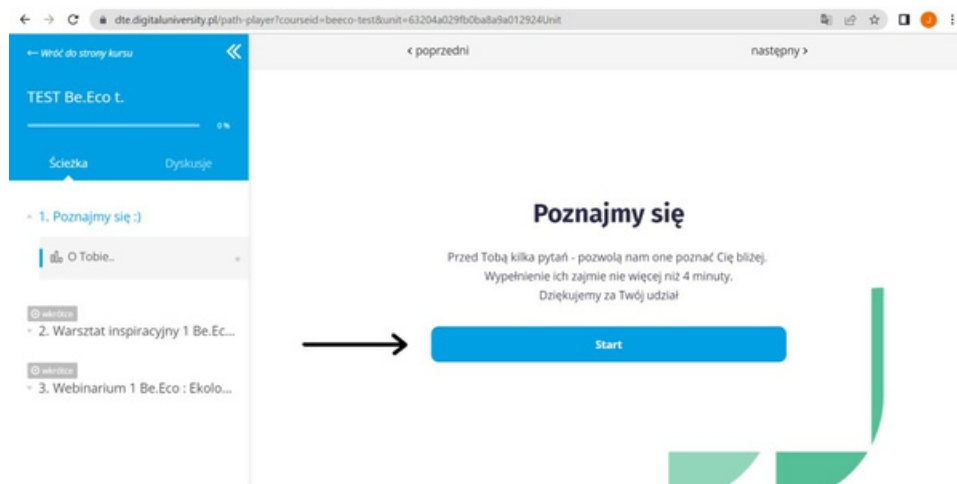 dte.digitaluniversity.pl/path-player?courseid=beeco-test&unit=63204a029fb0ba8a9a012924Unit
J
← Wróć do strony kursu
TEST Be.Eco t.
0 %
Ścieżka Dyskusje
1. Poznajmy się :)
O Tobie..
wkrótce
2. Warsztat inspiracyjny 1 Be.Ec...
wkrótce
3. Webinarium 1 Be.Eco : Ekolo...
‹ poprzedni następny ›
Poznajmy się
Przed Tobą kilka pytań - pozwolą nam one poznać Cię bliżej.
Wypełnienie ich zajmie nie więcej niż 4 minuty.
Dziękujemy za Twój udział
Start